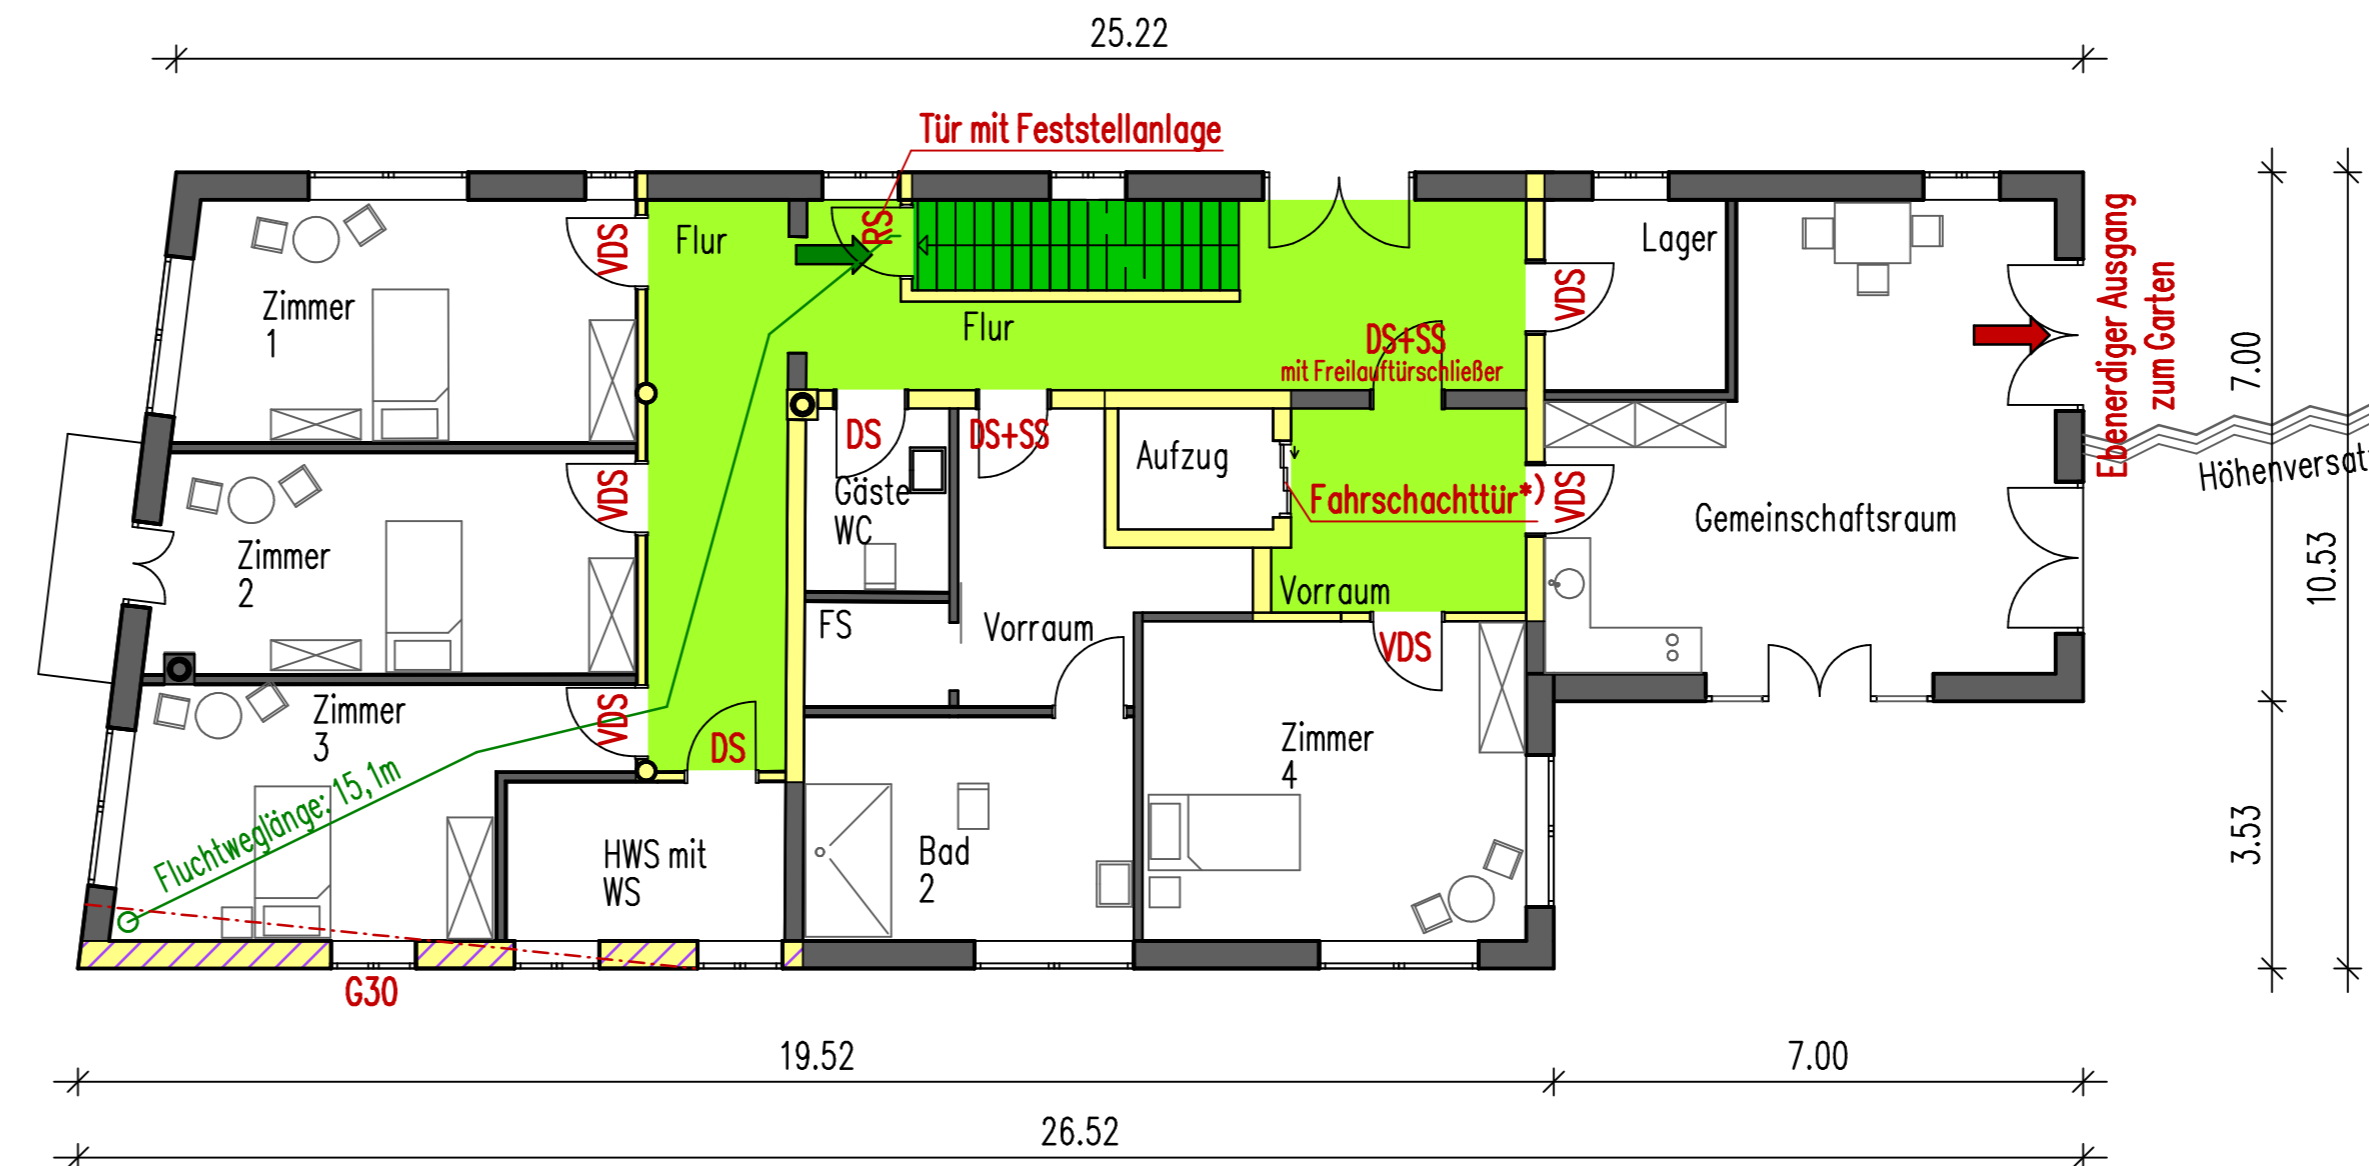 25.22
Tür mit Feststellanlage
RS
VDS
Flur
Lager
Zimmer
1
VDS
Flur
DS+SS
mit Freilauftürschließer
Ebenerdiger Ausgang
zum Garten
7.00
10.53
DS
DS+SS
Aufzug
Gäste
WC
Fahrschachttür*)
VDS
VDS
Höhenversat
Gemeinschaftsraum
Zimmer
2
Vorraum
FS
Vorraum
VDS
VDS
Zimmer
3
DS
Zimmer
4
Fluchtweglänge: 15,1m
HWS mit
WS
Bad
2
3.53
G30
19.52
7.00
26.52